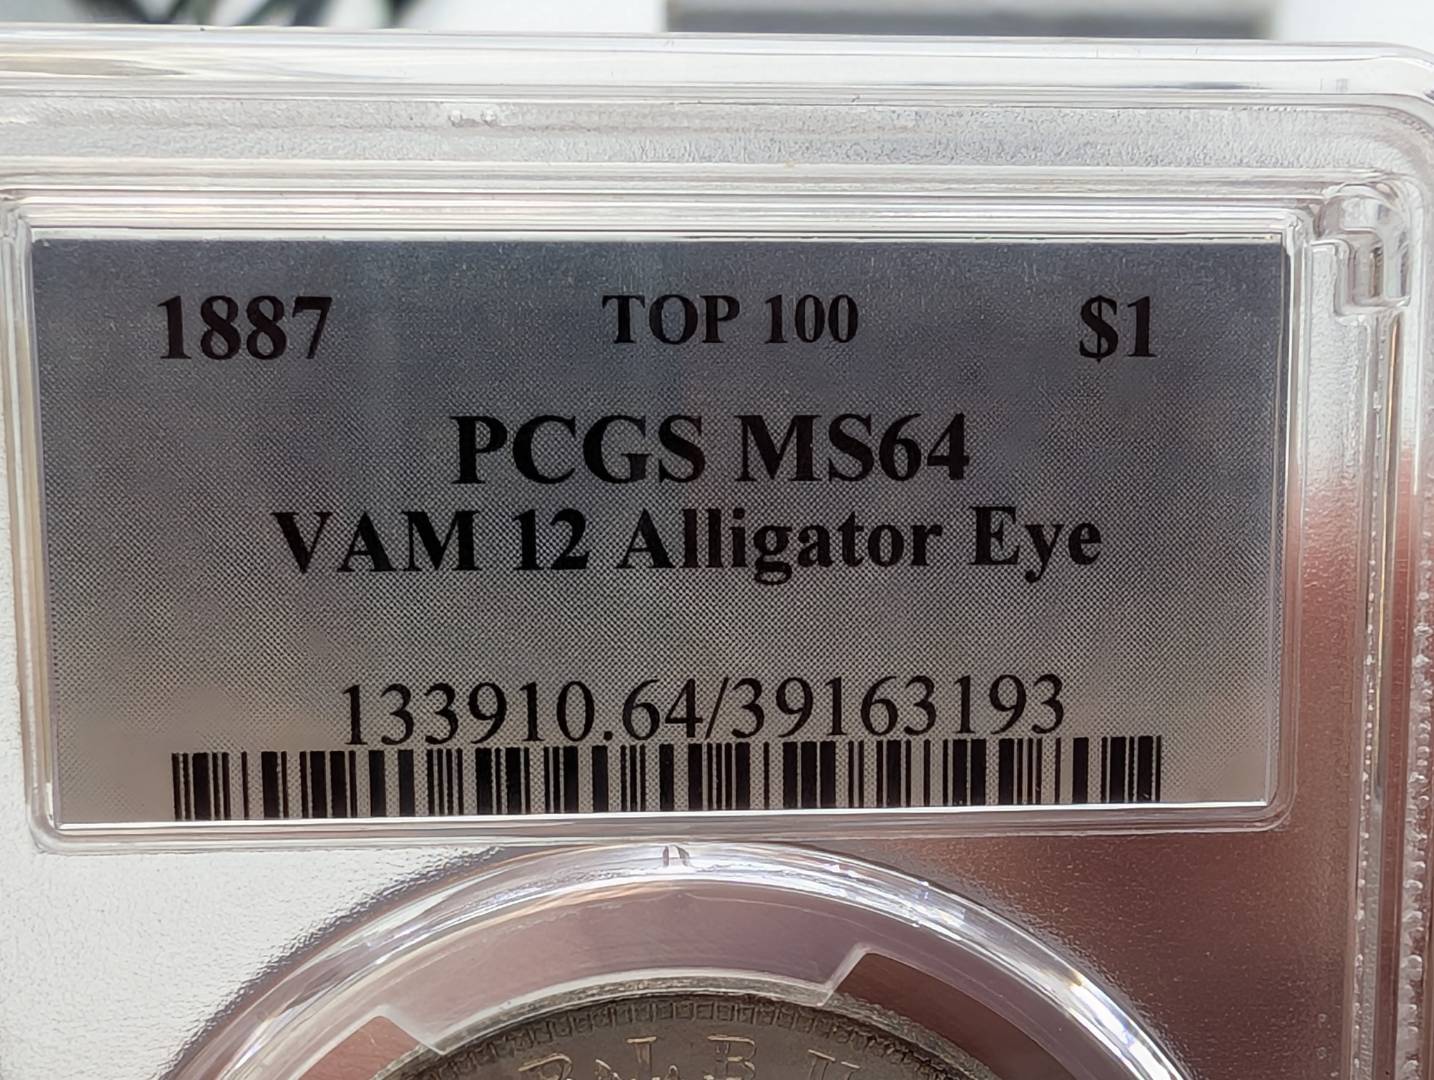 1887 TOP 100 $1
PCGS MS64
VAM 12 Alligator Eye
133910.64/39163193